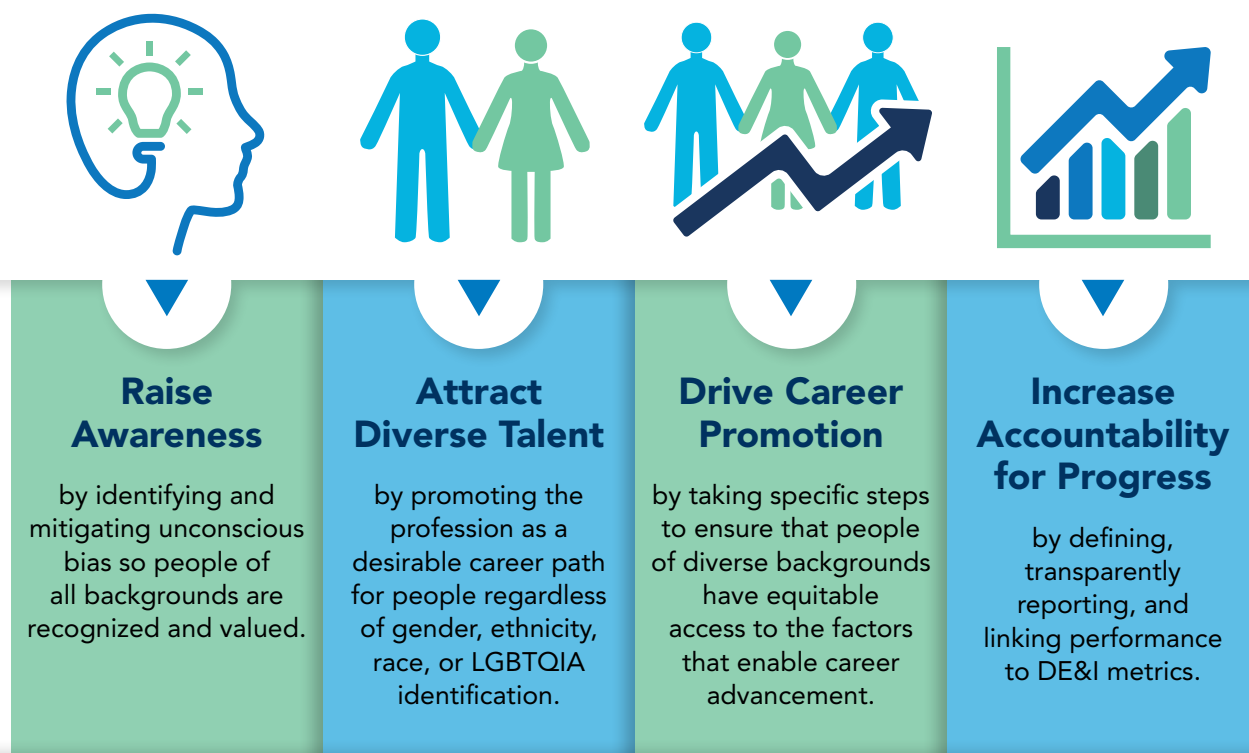 Raise
Awareness
by identifying and
mitigating unconscious
bias so people of
all backgrounds are
recognized and valued.
Attract
Diverse Talent
by promoting the
profession as a
desirable career path
for people regardless
of gender, ethnicity,
race, or LGBTQIA
identification.
Drive Career
Promotion
by taking specific steps
to ensure that people
of diverse backgrounds
have equitable
access to the factors
that enable career
advancement.
Increase
Accountability
for Progress
by defining,
transparently
reporting, and
linking performance
to DE&I metrics.